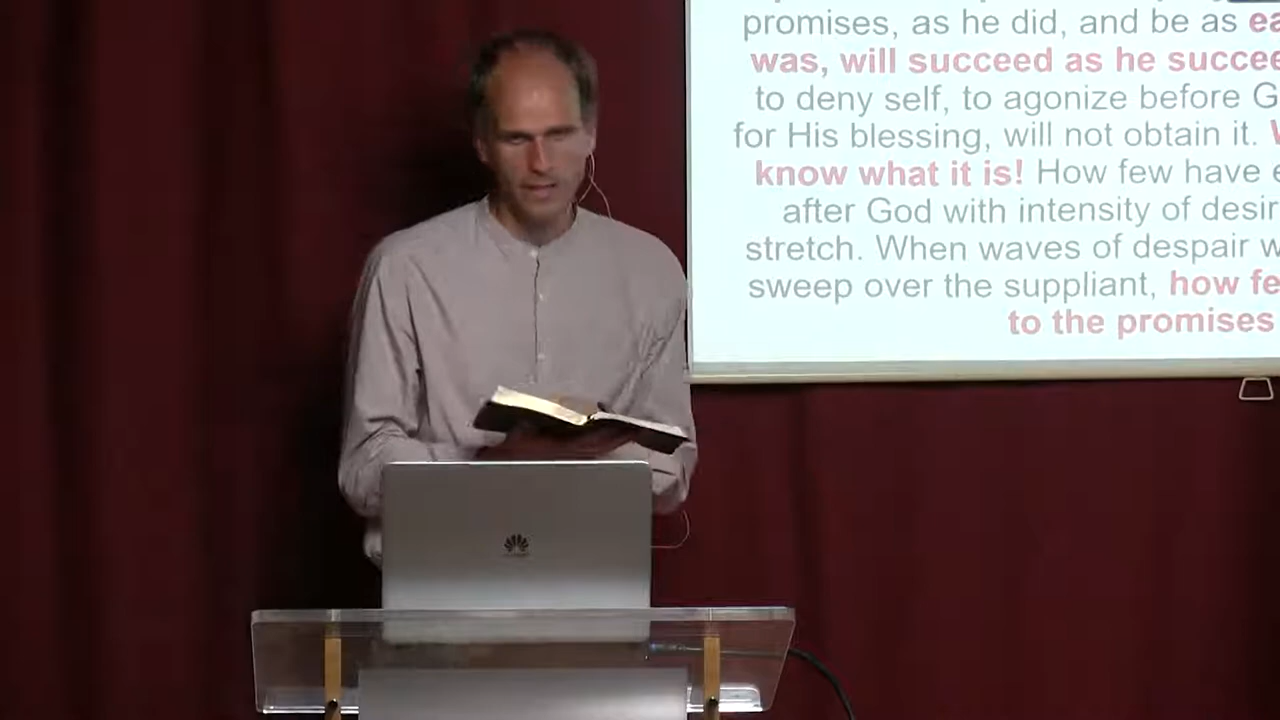 promises, as he did, and be as
was, will succeed as he
to deny self, to agonize before
for His blessing, will not obtain it.
know what it is! How few have
after God with intensity of
stretch. When waves of despair
sweep over the suppliant, how
to the promises